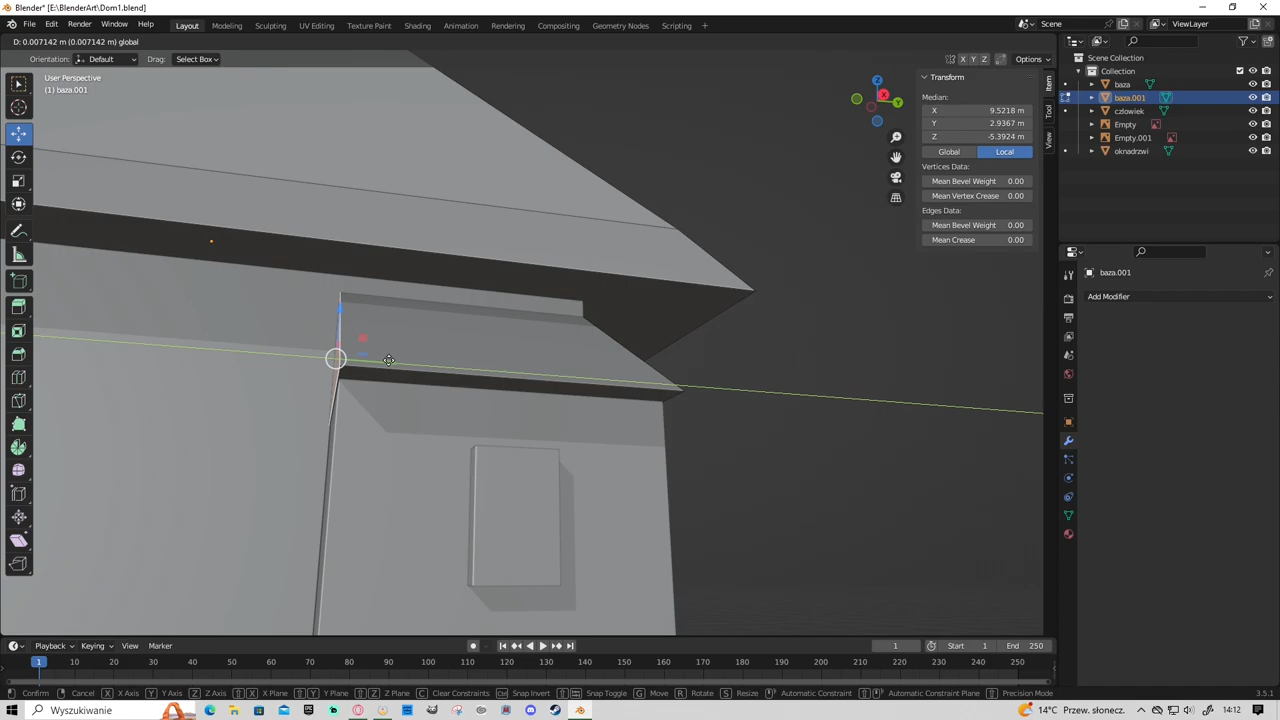 Blender* [E:\BlenderArt\Dom1.blend]
File Edit Render Window Help Layout Modeling Sculpting UV Editing Texture Paint Shading Animation Rendering Compositing Geometry Nodes Scripting + Scene ViewLayer
D: 0.007142 m (0.007142 m) global
Orientation: Default Drag: Select Box X Y Z Options
User Perspective
(1) baza.001
Z
X
Y
Transform
Median:
X 9.5218 m
Y 2.9367 m
Z -5.3924 m
Global Local
Vertices Data:
Mean Bevel Weight 0.00
Mean Vertex Crease 0.00
Edges Data:
Mean Bevel Weight 0.00
Mean Crease 0.00
Item
Tool
View
Scene Collection
Collection
baza
baza.001
czlowiek
Empty
Empty.001
oknadrzwi
baza.001
Add Modifier
Playback Keying View Marker 1 Start 1 End 250
1 10 20 30 40 50 60 70 80 90 100 110 120 130 140 150 160 170 180 190 200 210 220 230 240 250
Confirm Cancel X X Axis Y Y Axis Z Z Axis X X Plane Y Y Plane Z Z Plane C Clear Constraints Ctrl Snap Invert Snap Toggle G Move R Rotate S Resize Automatic Constraint Automatic Constraint Plane Precision Mode 3.5.1
Wyszukiwanie 14°C Przew. słonecz. 14:12